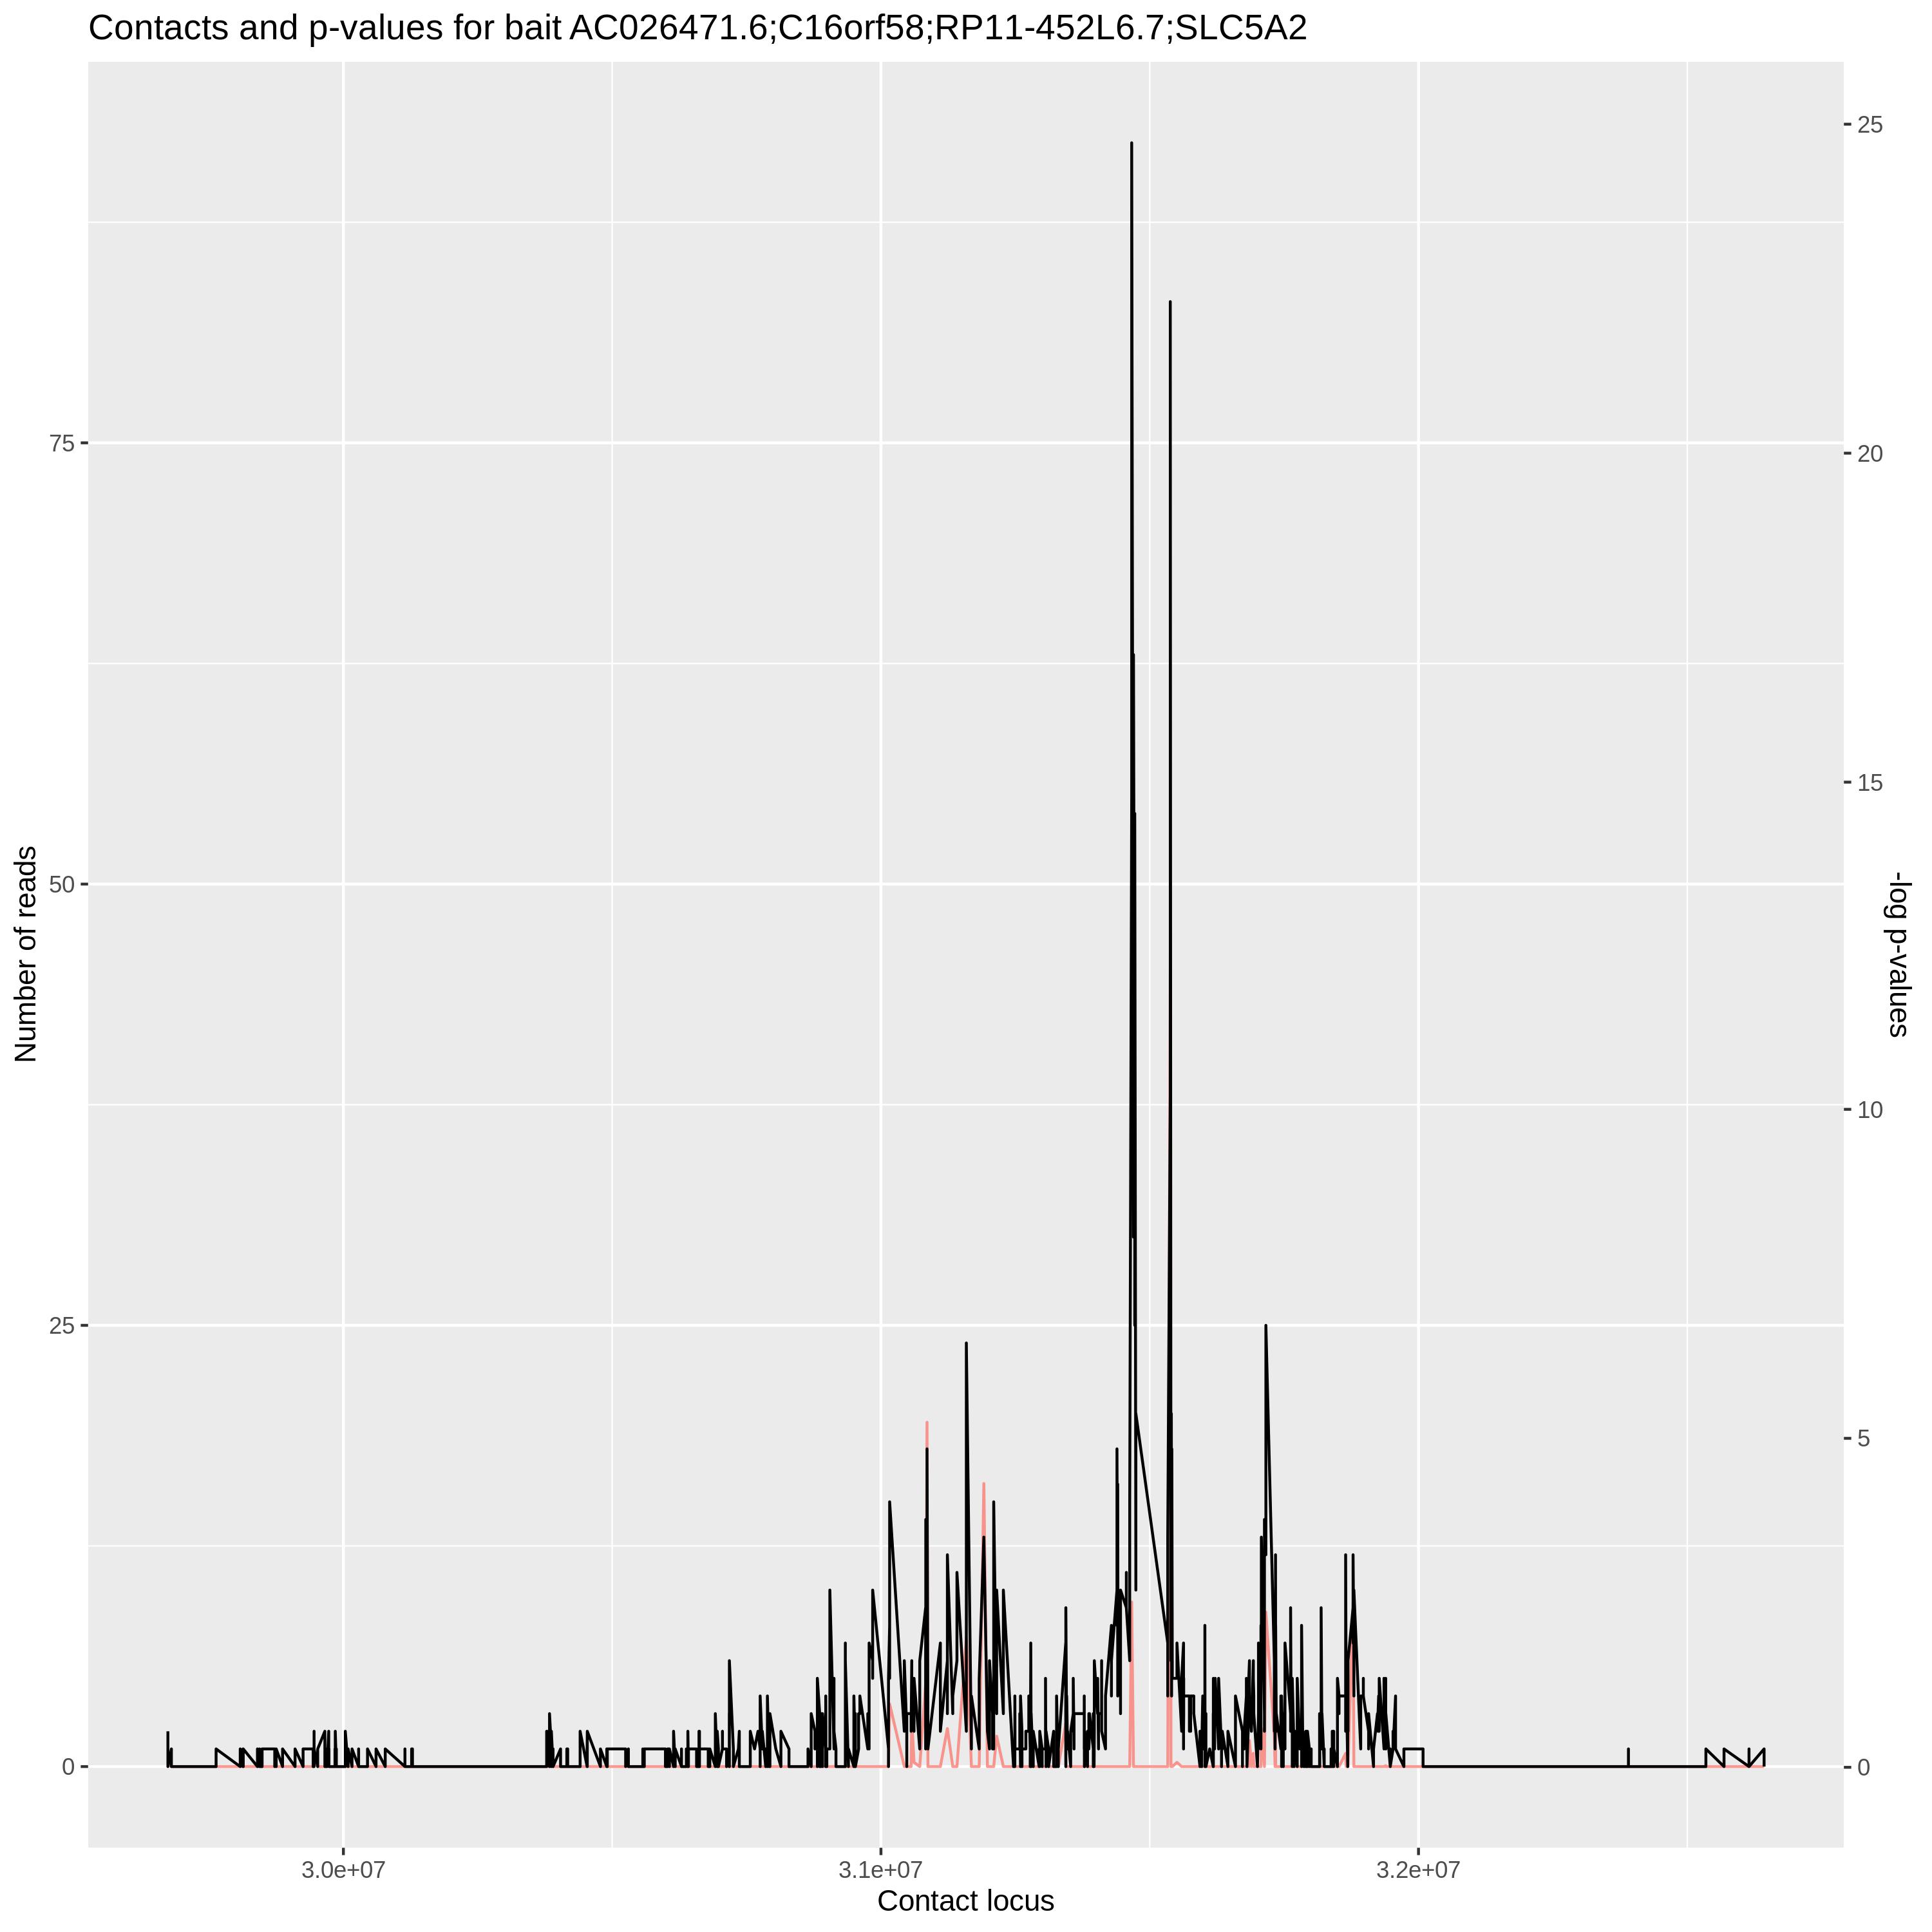 Contacts and p-values for bait AC026471.6;C16orf58;RP11-452L6.7;SLC5A2
Number of reads
75
50
25
0
25
20
15
10
5
0
-log p-values
3.0e+07 3.1e+07 3.2e+07
Contact locus